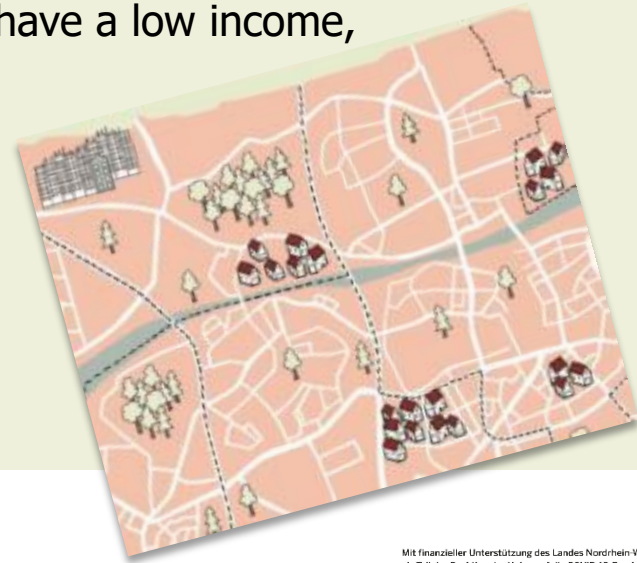 have a low income,
Mit finanzieller Unterstützung des Landes Nordrhein-W